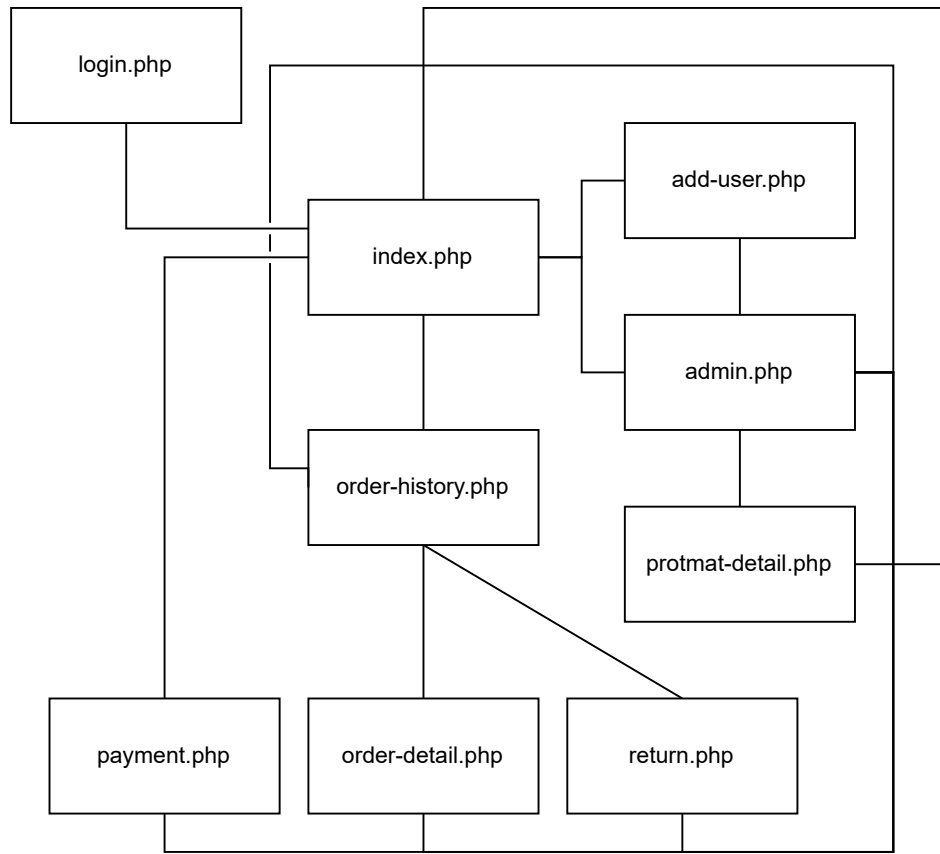 login.php
add-user.php
index.php
admin.php
order-history.php
protmat-detail.php
payment.php
order-detail.php
return.php